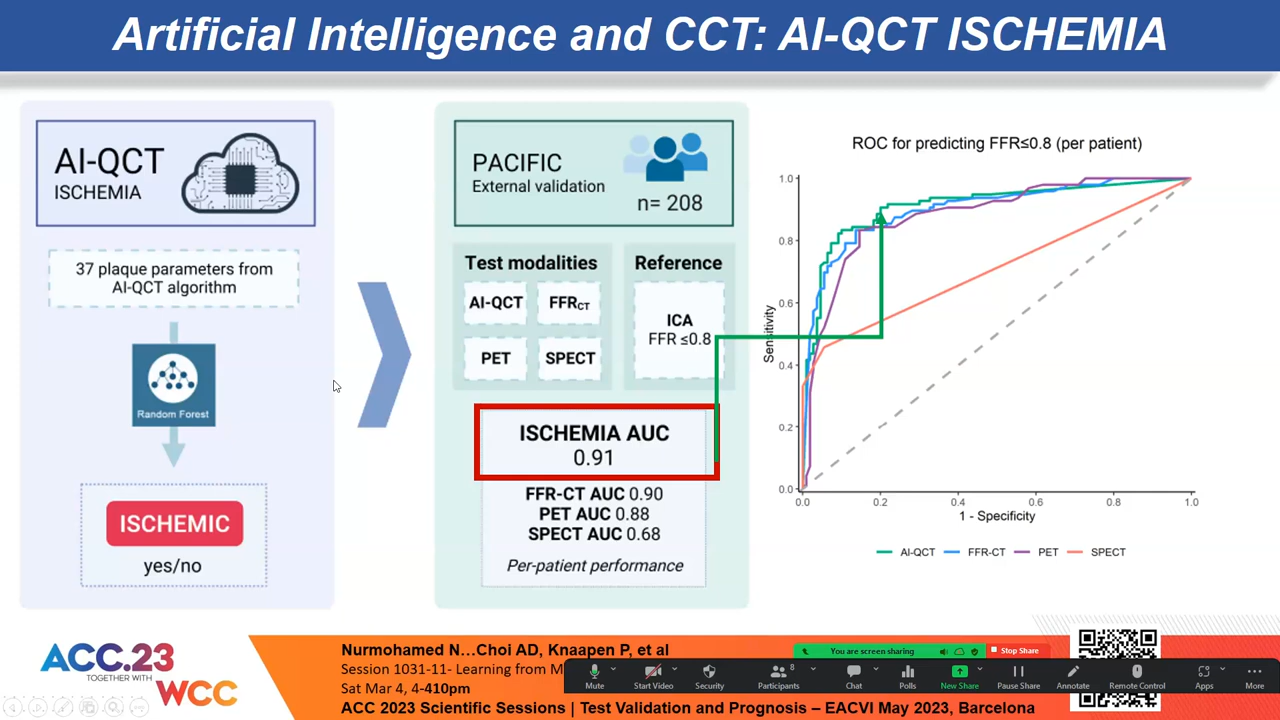 Artificial Intelligence and CCT: AI-QCT ISCHEMIA
AI-QCT
ISCHEMIA
37 plaque parameters from
AI-QCT algorithm
Random Forest
ISCHEMIC
yes/no
PACIFIC
External validation
n= 208
Test modalities
AI-QCT
FFRCT
PET
SPECT
Reference
ICA
FFR ≤0.8
ISCHEMIA AUC
0.91
FFR-CT AUC 0.90
PET AUC 0.88
SPECT AUC 0.68
Per-patient performance
ROC for predicting FFR≤0.8 (per patient)
Sensitivity
1.0
0.8
0.6
0.4
0.2
0.0
0.0 0.2 0.4 0.6 0.8 1.0
1 - Specificity
AI-QCT FFR-CT PET SPECT
ACC.23
TOGETHER WITH
WCC
Nurmohamed N...Choi AD, Knaapen P, et al
Session 1031-11- Learning from M
Sat Mar 4, 4-410pm
ACC 2023 Scientific Sessions | Test Validation and Prognosis – EACVI May 2023, Barcelona
You are screen sharing
Stop Share
8
Mute
Start Video
Security
Participants
Chat
Polls
New Share
Pause Share
Annotate
Remote Control
Apps
More